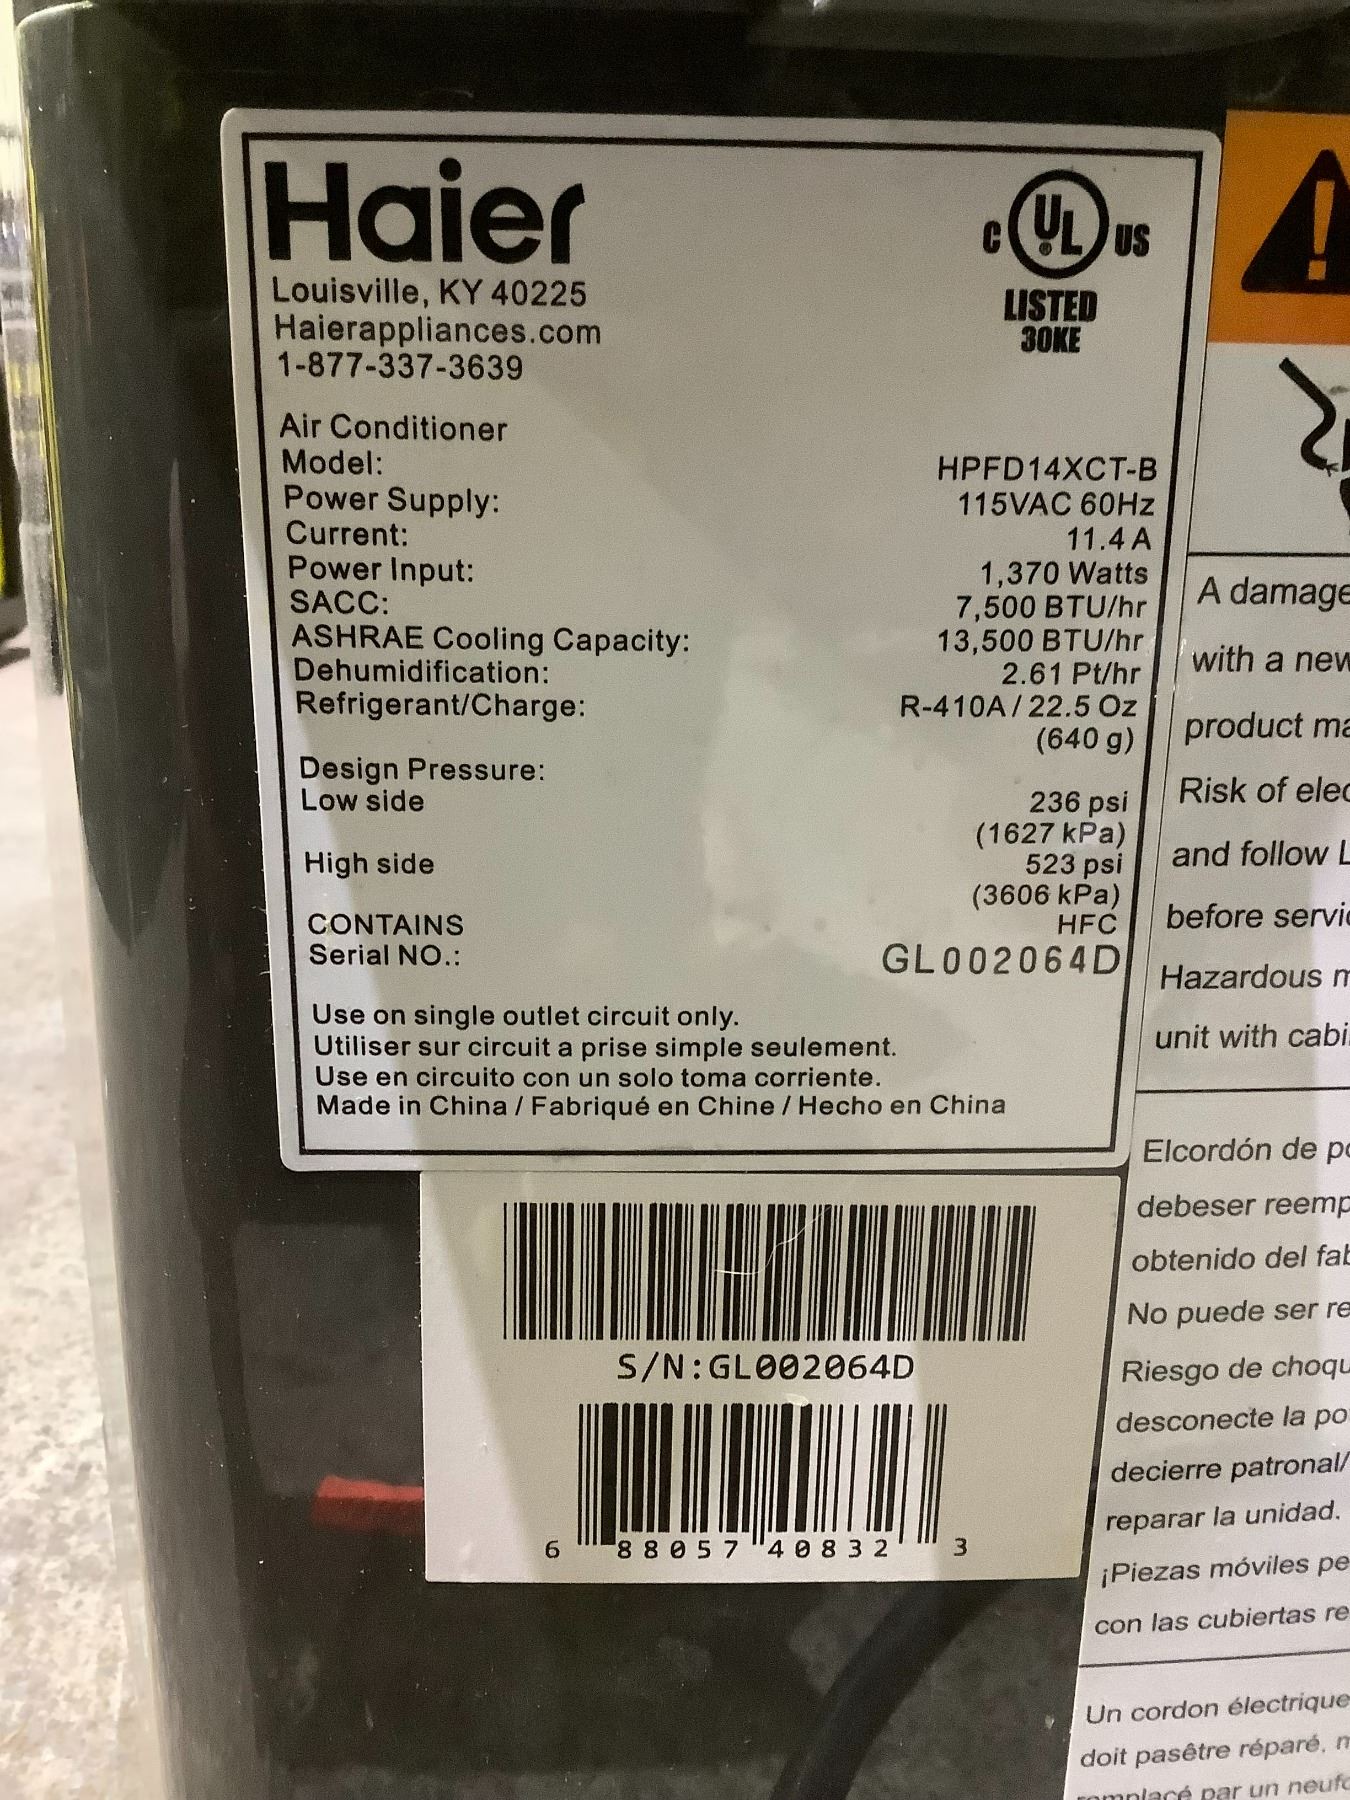 Haier
Louisville, KY 40225
Haierappliances.com
1-877-337-3639
C UL® US
LISTED
30KE
Air Conditioner
Model: HPFD14XCT-B
Power Supply: 115VAC 60Hz
Current: 11.4 A
Power Input: 1,370 Watts
SACC: 7,500 BTU/hr
ASHRAE Cooling Capacity: 13,500 BTU/hr
Dehumidification: 2.61 Pt/hr
Refrigerant/Charge: R-410A / 22.5 Oz
(640 g)
Design Pressure:
Low side 236 psi
(1627 kPa)
High side 523 psi
(3606 kPa)
CONTAINS HFC
Serial NO.: GL002064D
Use on single outlet circuit only.
Utiliser sur circuit a prise simple seulement.
Use en circuito con un solo toma corriente.
Made in China / Fabriqué en Chine / Hecho en China
S/N:GL002064D
6 88057 40832 3
A damage
with a new
product ma
Risk of elec
and follow L
before servic
Hazardous m
unit with cabi
Elcordón de po
debeser reemp
obtenido del fab
No puede ser re
Riesgo de choqu
desconecte la po
decierre patronal/
reparar la unidad.
¡Piezas móviles pe
con las cubiertas re
Un cordon électrique
doit pasêtre réparé, m
remplacé par un neufo